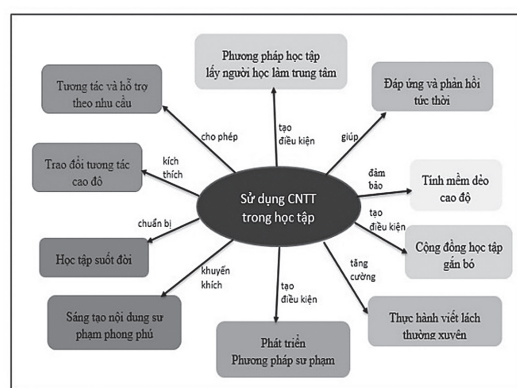 Phương pháp học tập
lấy người học làm trung tâm
Tương tác và hỗ trợ
theo nhu cầu
Đáp ứng và phản hồi
tức thời
cho phép
tạo
điều kiện
giúp
Trao đổi tương tác
cao độ
kích
thích
Sử dụng CNTT
trong học tập
đảm
bảo
Tính mềm dẻo
cao độ
chuẩn bị
tạo
điều kiện
Học tập suốt đời
Cộng đồng học tập
gắn bó
khuyến
khích
tạo
điều kiện
tăng
cường
Sáng tạo nội dung sư
phạm phong phú
Phát triển
Phương pháp sư phạm
Thực hành viết lách
thường xuyên